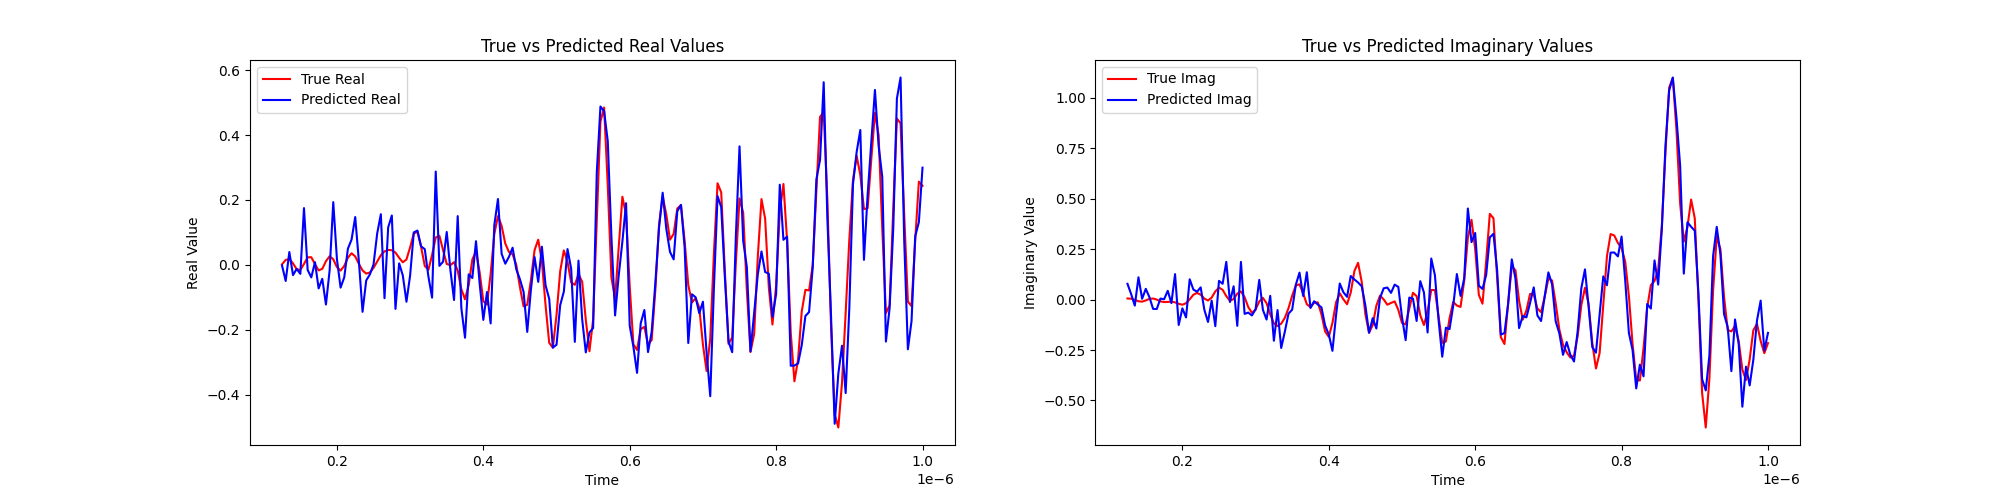 True vs Predicted Real Values
True Real
Predicted Real
0.6
0.4
0.2
0.0
−0.2
−0.4
Real Value
0.2
0.4
0.6
0.8
1.0
1e−6
Time
True vs Predicted Imaginary Values
True Imag
Predicted Imag
1.00
0.75
0.50
0.25
0.00
−0.25
−0.50
Imaginary Value
0.2
0.4
0.6
0.8
1.0
1e−6
Time